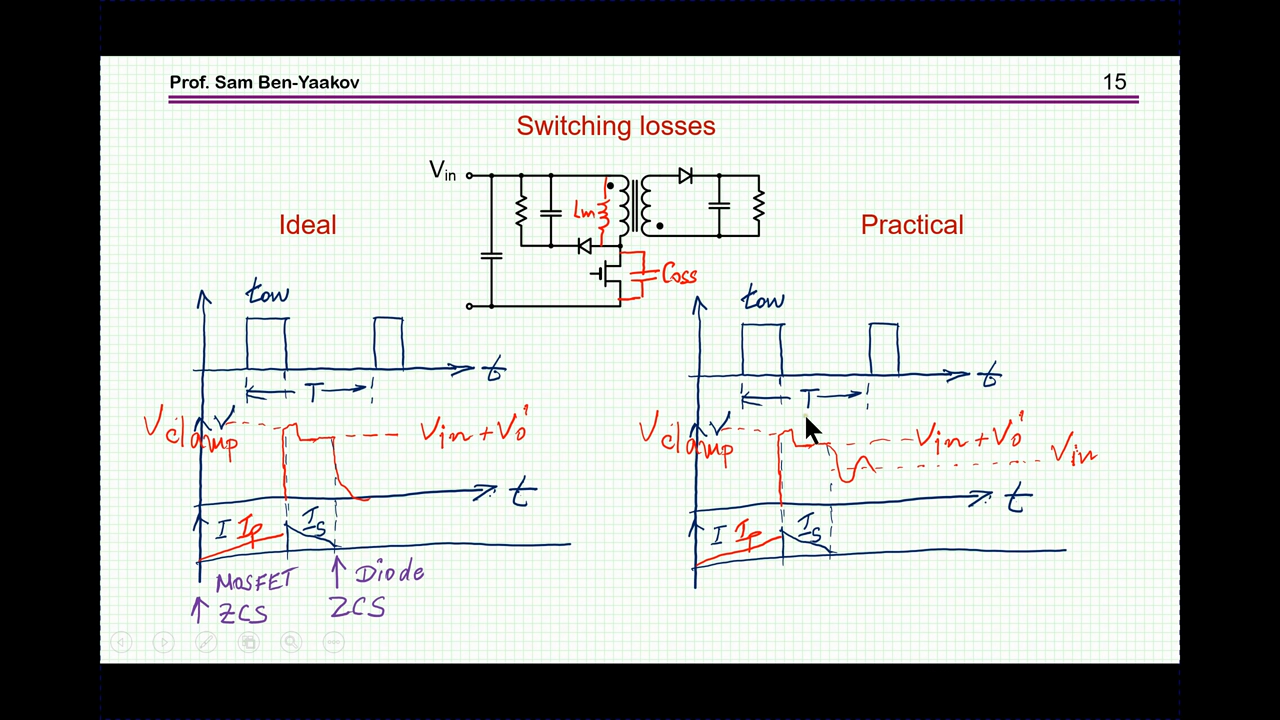 Prof. Sam Ben-Yaakov
15
Switching losses
Vin
Lm
Coss
Ideal
ton
T
t
V
Vclamp
Vin + Vo'
t
I
Ip
Is
MOSFET
ZCS
Diode
ZCS
Practical
ton
T
t
V
Vclamp
Vin + Vo'
Vin
t
I
Ip
Is